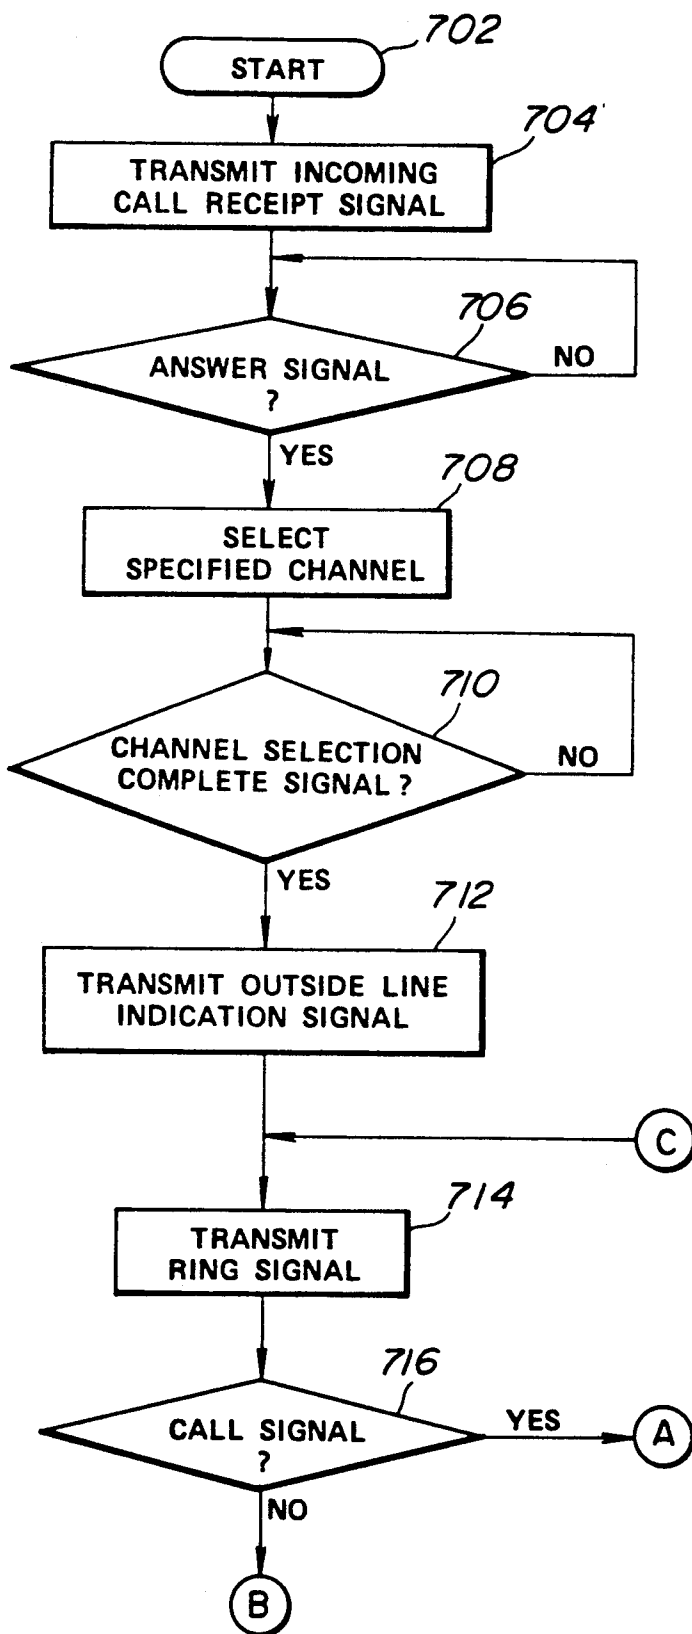 702
START
704
TRANSMIT INCOMING
CALL RECEIPT SIGNAL
706
ANSWER SIGNAL
?
NO
YES
708
SELECT
SPECIFIED CHANNEL
710
CHANNEL SELECTION
COMPLETE SIGNAL ?
NO
YES
712
TRANSMIT OUTSIDE LINE
INDICATION SIGNAL
C
714
TRANSMIT
RING SIGNAL
716
CALL SIGNAL
?
YES
A
NO
B